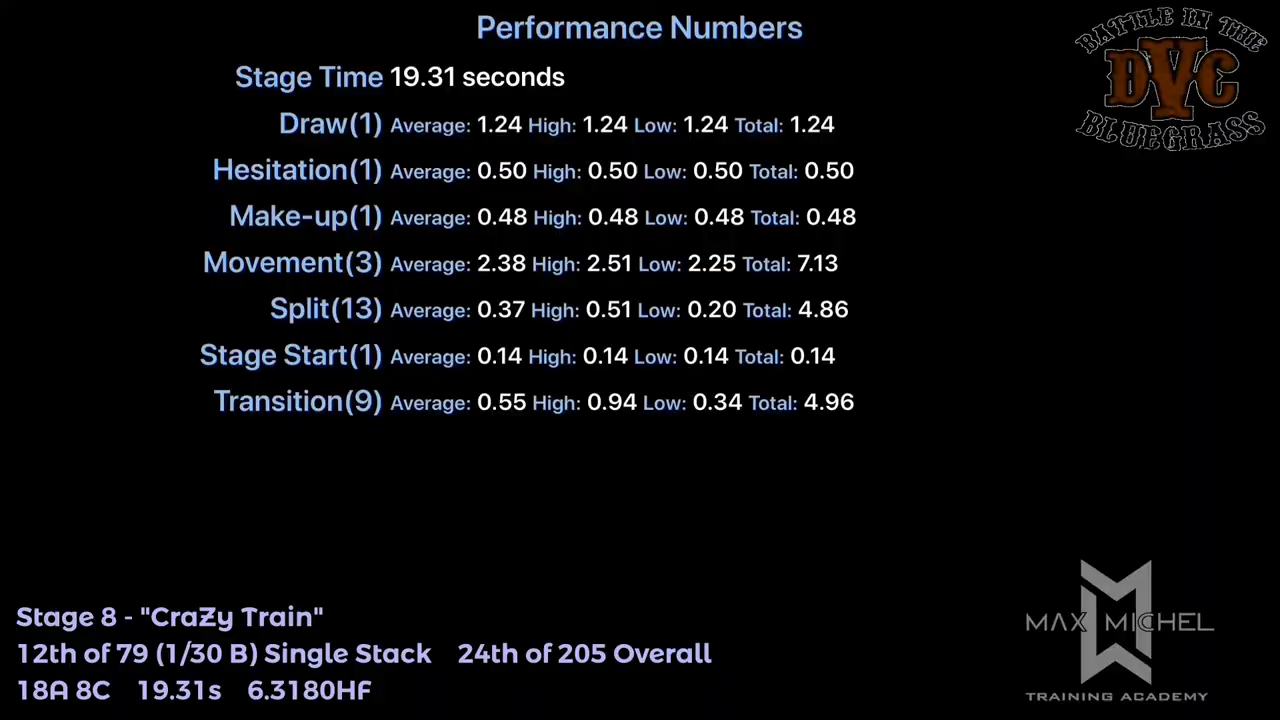 Performance Numbers
BATTLE IN THE
DVC
BLUEGRASS
Stage Time 19.31 seconds
Draw(1) Average: 1.24 High: 1.24 Low: 1.24 Total: 1.24
Hesitation(1) Average: 0.50 High: 0.50 Low: 0.50 Total: 0.50
Make-up(1) Average: 0.48 High: 0.48 Low: 0.48 Total: 0.48
Movement(3) Average: 2.38 High: 2.51 Low: 2.25 Total: 7.13
Split(13) Average: 0.37 High: 0.51 Low: 0.20 Total: 4.86
Stage Start(1) Average: 0.14 High: 0.14 Low: 0.14 Total: 0.14
Transition(9) Average: 0.55 High: 0.94 Low: 0.34 Total: 4.96
Stage 8 - "CraZy Train"
12th of 79 (1/30 B) Single Stack 24th of 205 Overall
18A 8C 19.31s 6.3180HF
MAX MICHEL
TRAINING ACADEMY